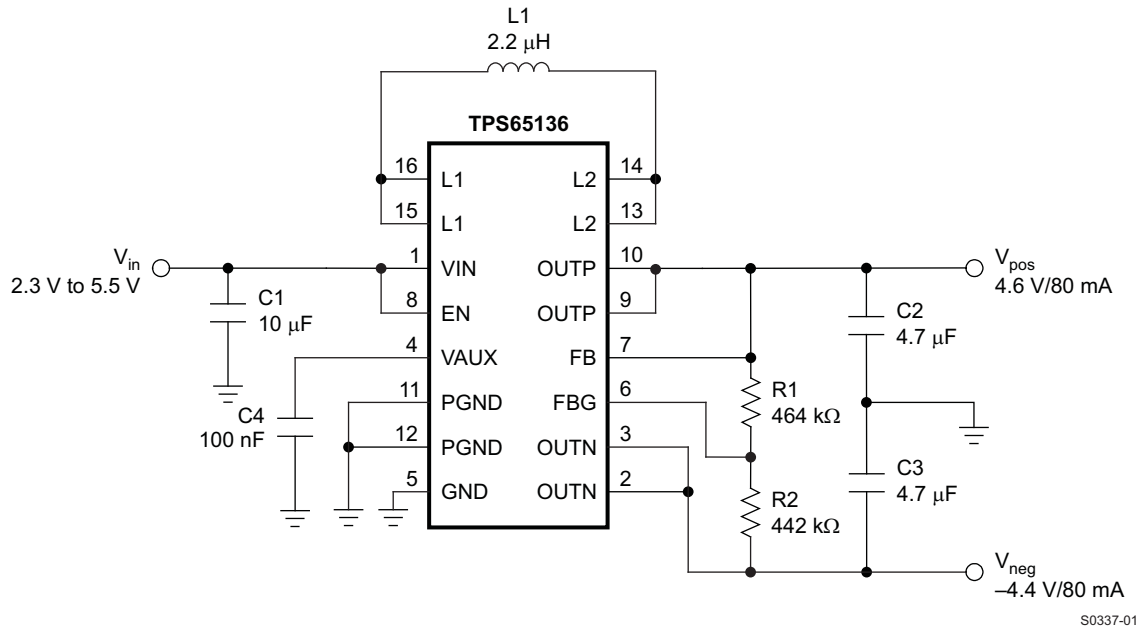 L1
2.2 μH
TPS65136
16 L1 L2 14
15 L1 L2 13
Vin
2.3 V to 5.5 V
1 VIN OUTP 10
Vpos
4.6 V/80 mA
C1
10 μF
8 EN OUTP 9
C2
4.7 μF
4 VAUX FB 7
C4
100 nF
11 PGND FBG 6
R1
464 kΩ
12 PGND OUTN 3
5 GND OUTN 2
R2
442 kΩ
C3
4.7 μF
Vneg
–4.4 V/80 mA
S0337-01